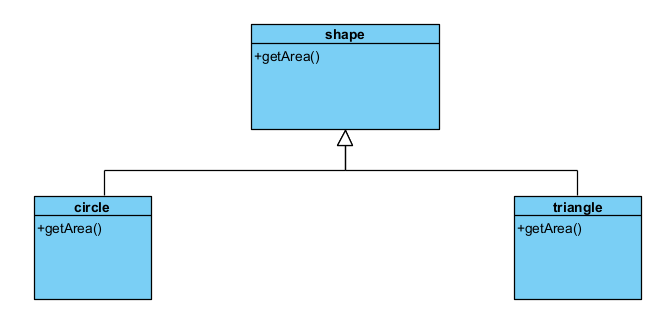 shape
+getArea()
circle
+getArea()
triangle
+getArea()